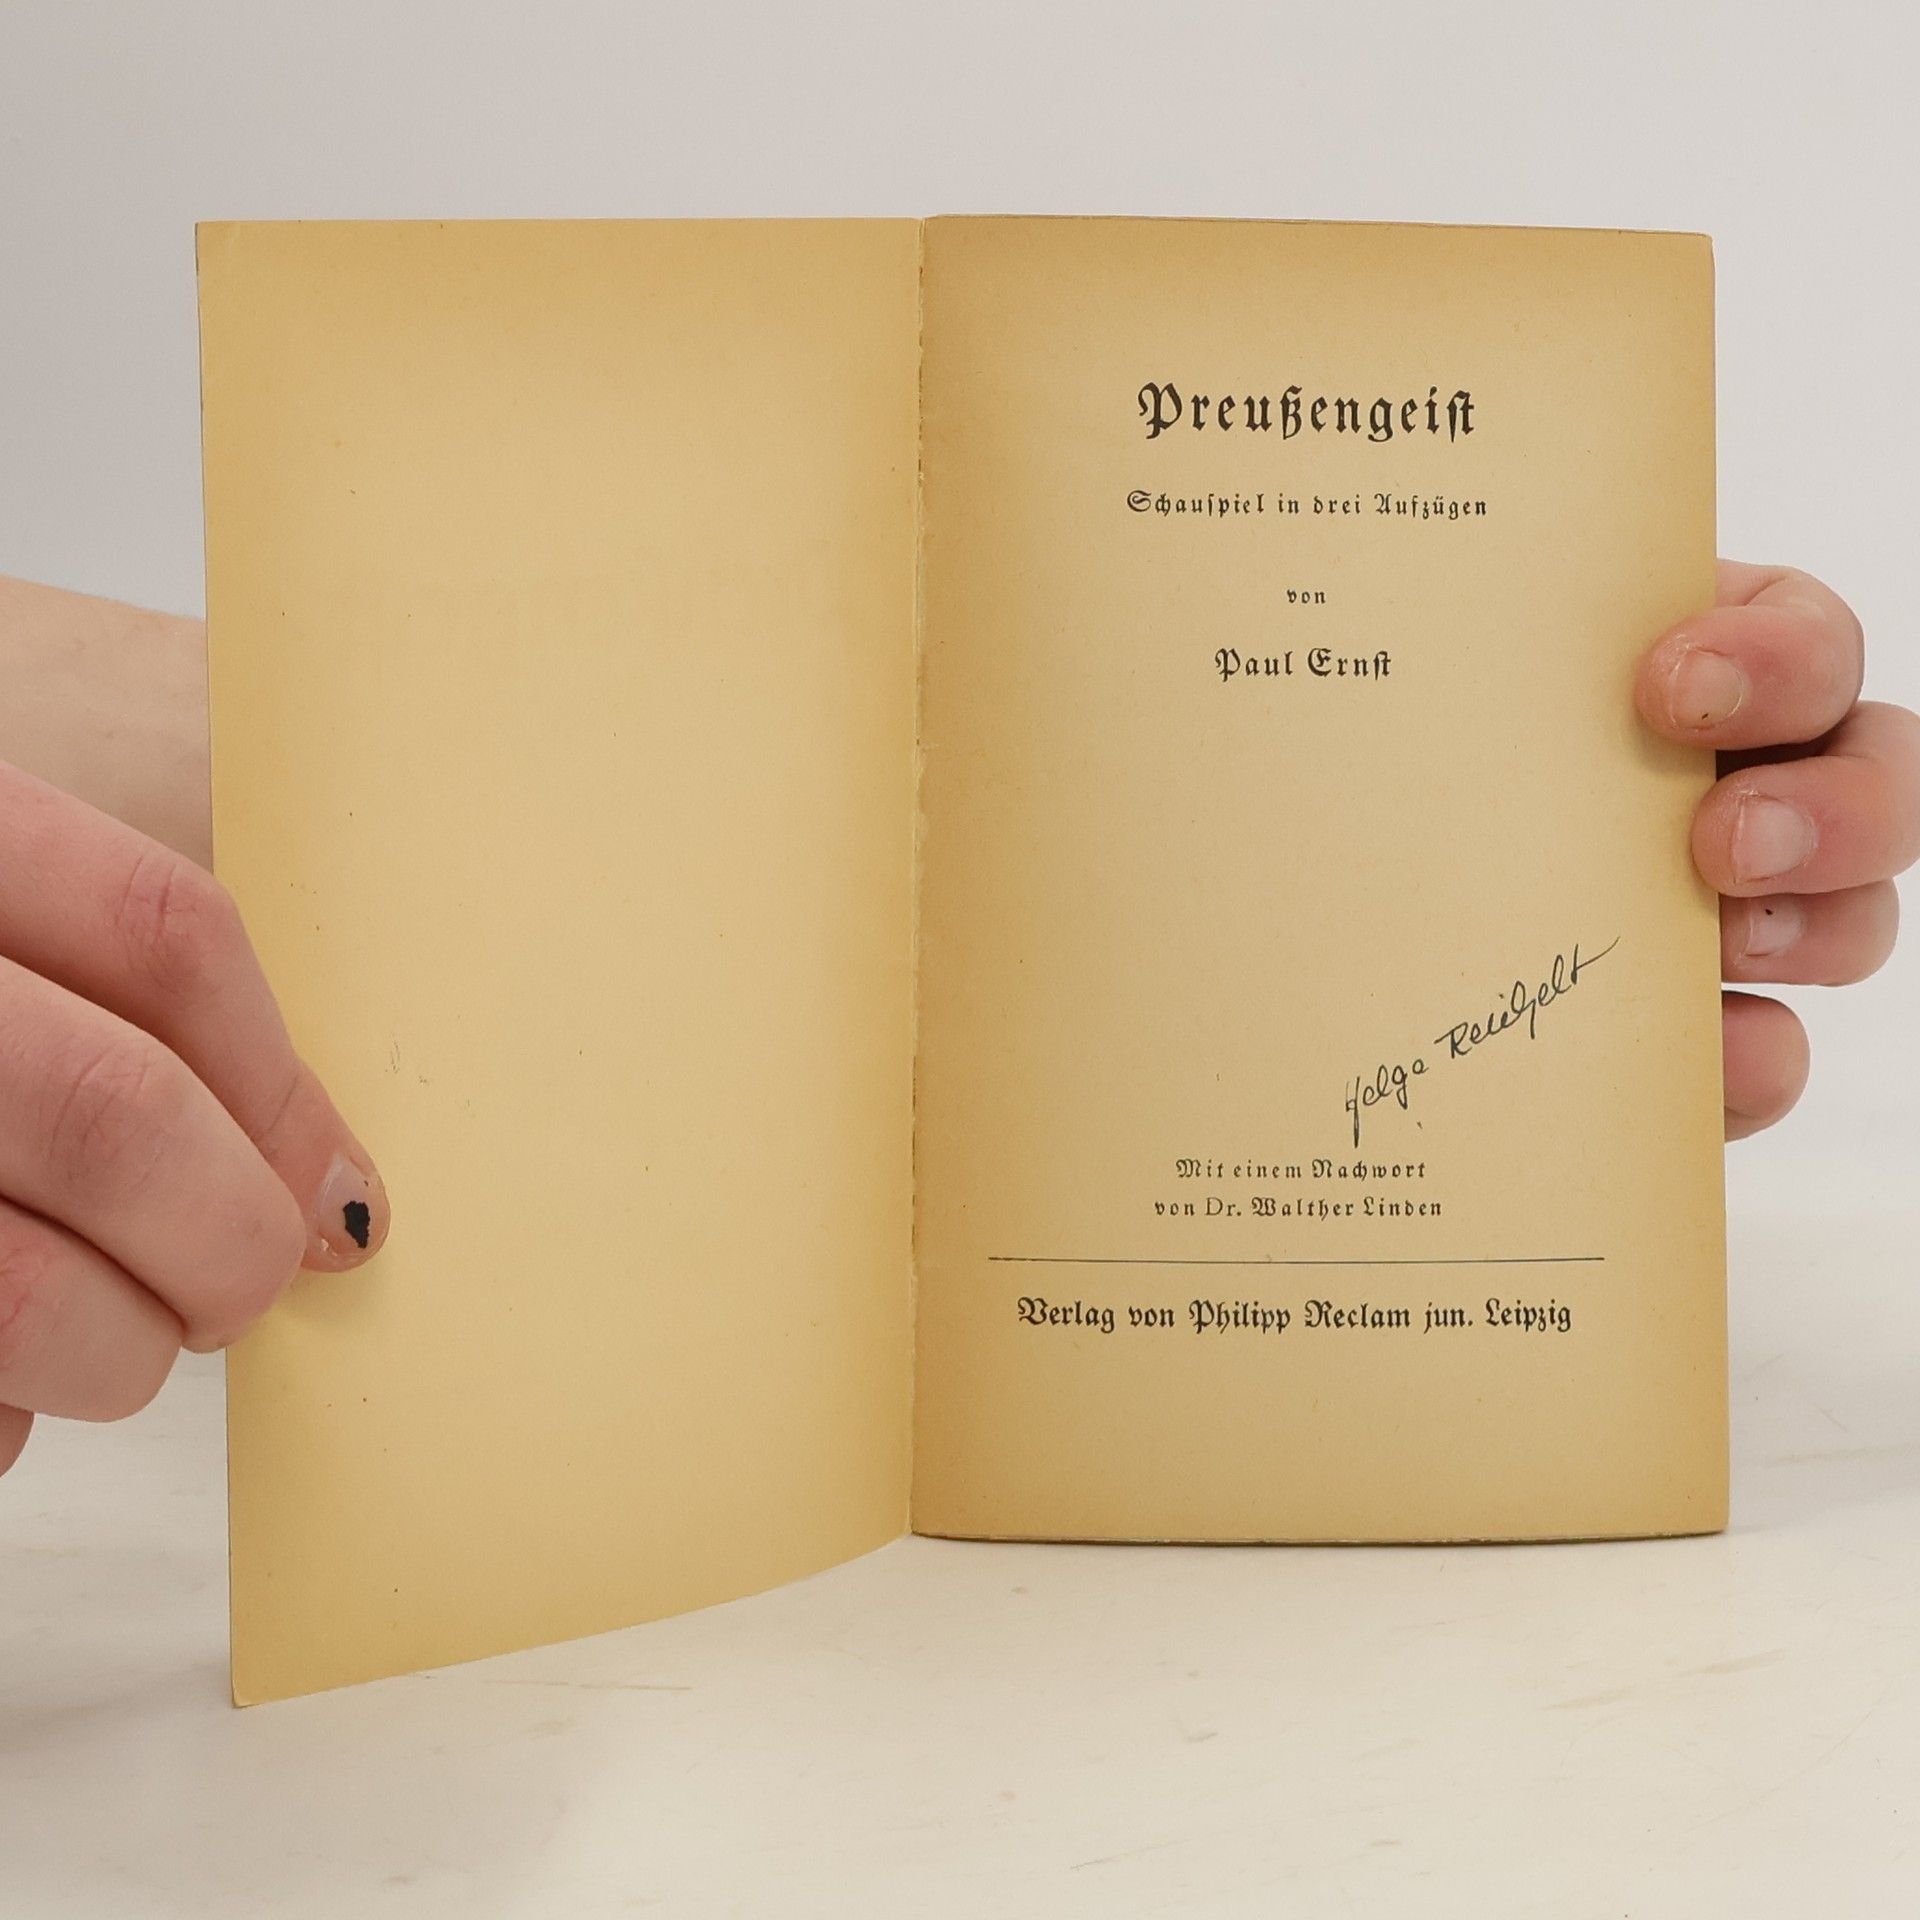 Preußengeist
Schauspiel in drei Aufzügen
von
Paul Ernst
Helga Reichelt
Mit einem Nachwort
von Dr. Walther Linden
Verlag von Philipp Reclam jun. Leipzig